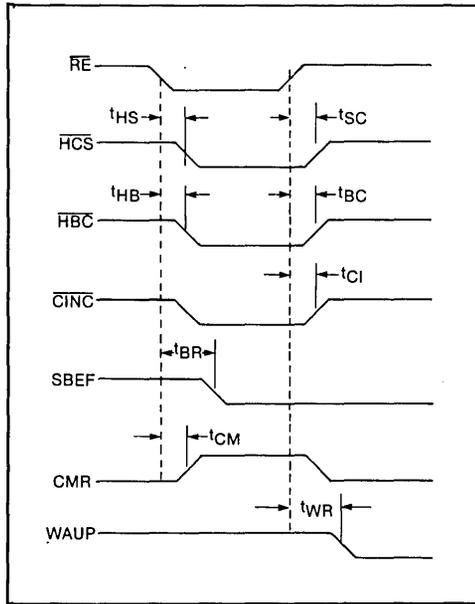 RE
tHS
tSC
HCS
tHB
tBC
HBC
tCI
CINC
tBR
SBEF
tCM
CMR
tWR
WAUP